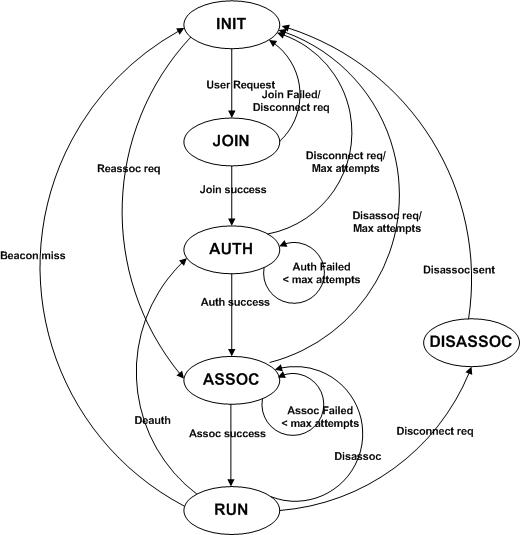 INIT
User Request
Join Failed/
Disconnect req
JOIN
Reassoc req
Disconnect req/
Max attempts
Join success
Disassoc req/
Max attempts
AUTH
Beacon miss
Auth Failed
< max attempts
Disassoc sent
Auth success
DISASSOC
ASSOC
Assoc Failed
< max attempts
Deauth
Assoc success
Disconnect req
Disassoc
RUN